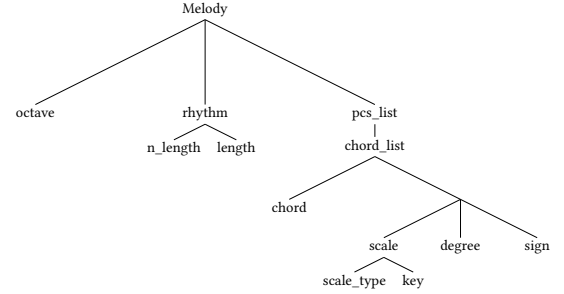 Melody
octave rhythm pcs_list
n_length length chord_list
chord
scale degree sign
scale_type key